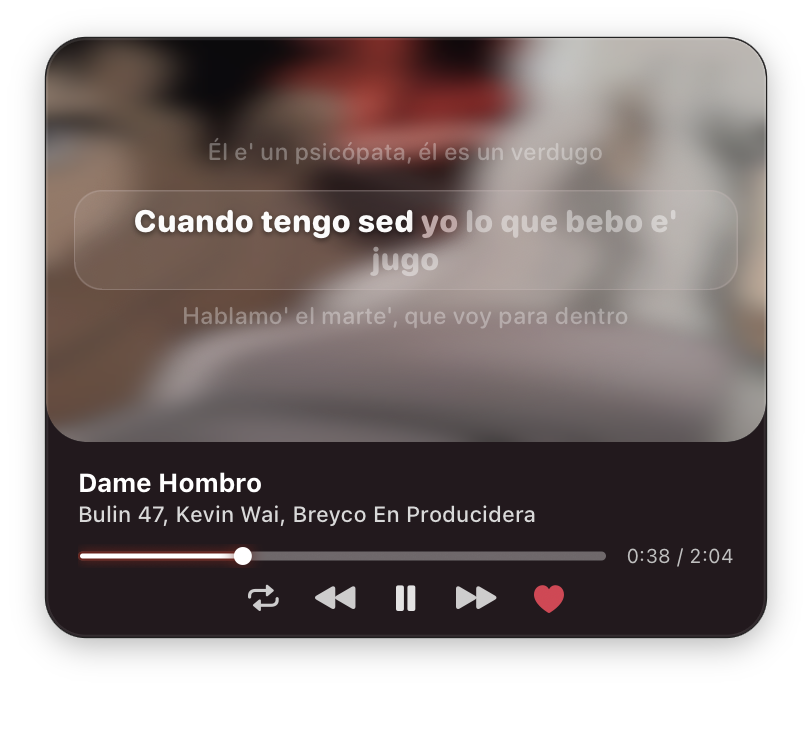 Él e' un psicópata, él es un verdugo
Cuando tengo sed yo lo que bebo e'
jugo
Hablamo' el marte', que voy para dentro
Dame Hombro
Bulin 47, Kevin Wai, Breyco En Producidera
0:38 / 2:04